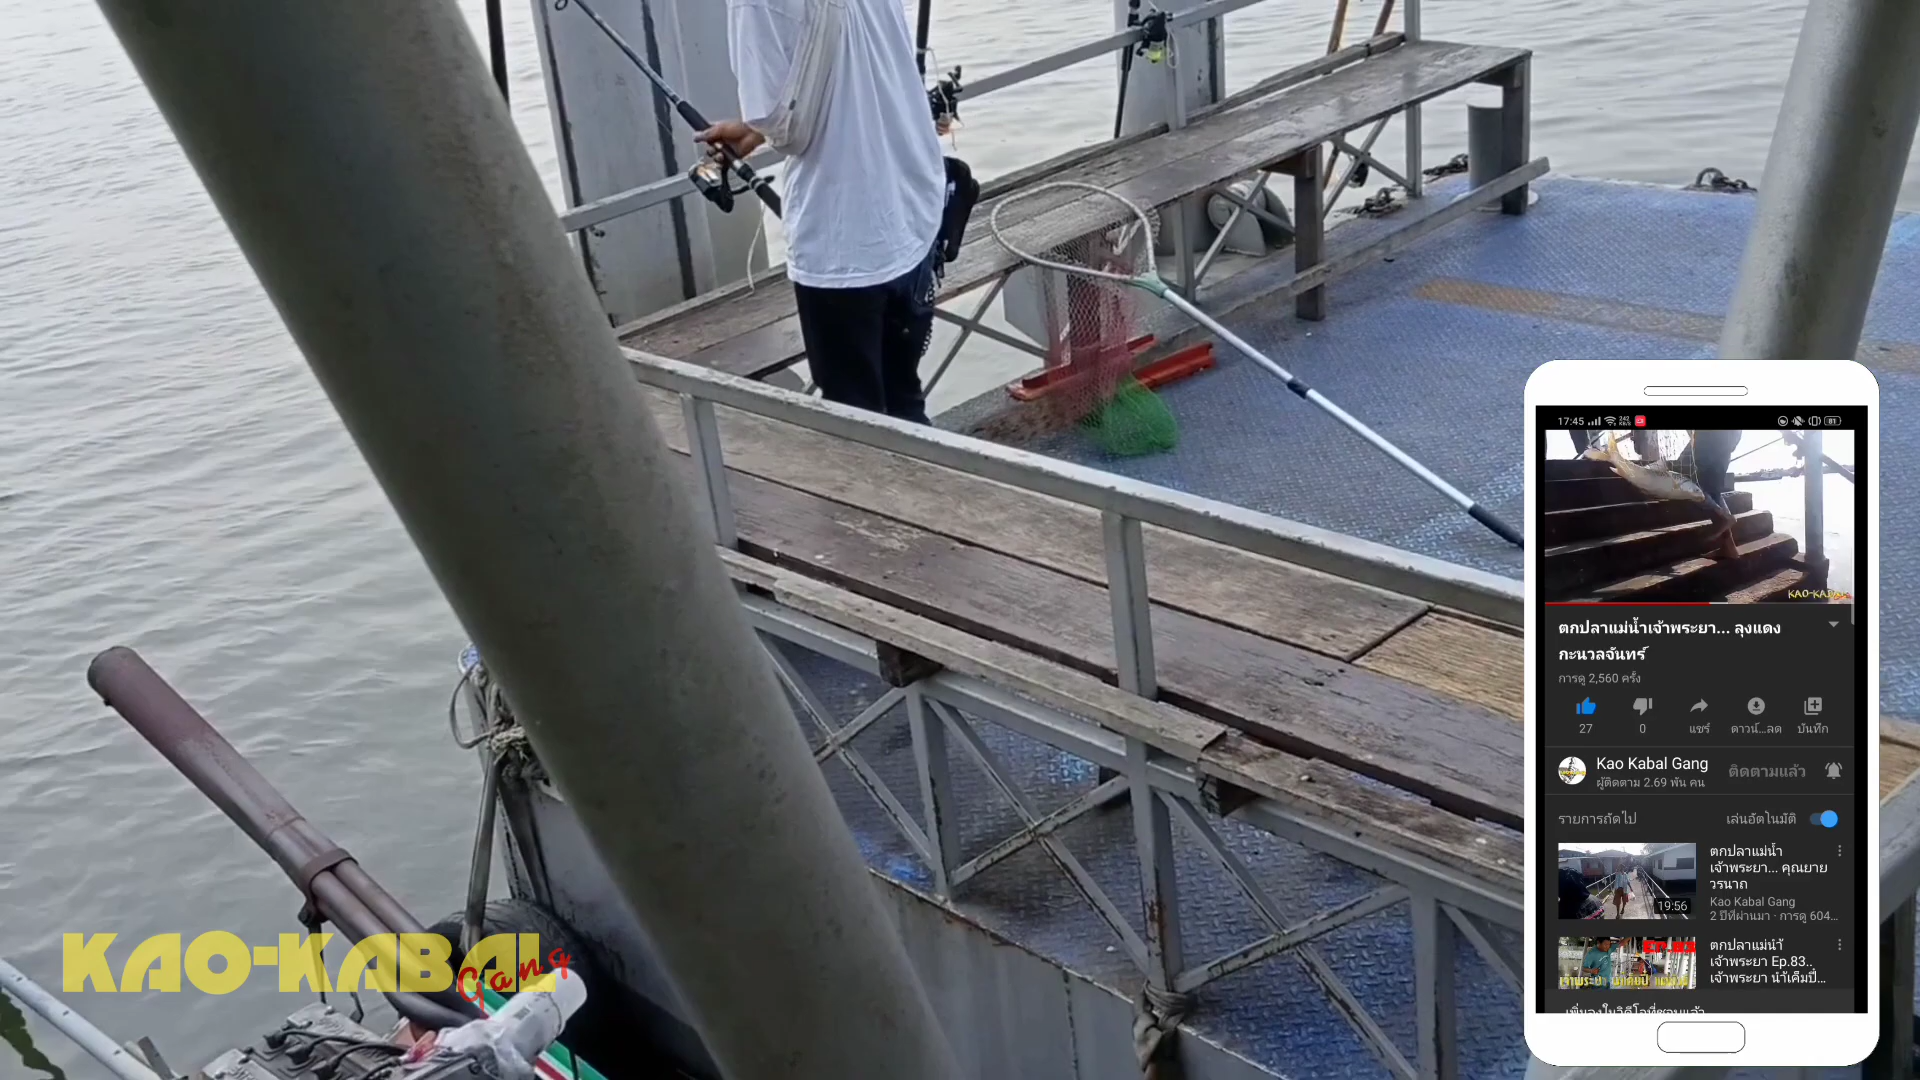 KAO-KABAL
Gang
17:45
81
KAO-KABAL
ตกปลาแม่น้ำเจ้าพระยา... ลุงแดง
กะนวลจันทร์
การดู 2,560 ครั้ง
27
0
แชร์
ดาวน์...ลด
บันทึก
Kao Kabal Gang
ผู้ติดตาม 2.69 พัน คน
ติดตามแล้ว
รายการถัดไป
เล่นอัตโนมัติ
19:56
ตกปลาแม่น้ำ
เจ้าพระยา... คุณยาย
วรนาถ
Kao Kabal Gang
2 ปีที่ผ่านมา · การดู 604...
EP.83
ตกปลาแม่น้ำ
เจ้าพระยา Ep.83..
เจ้าพระยา น้ำเค็มปี...